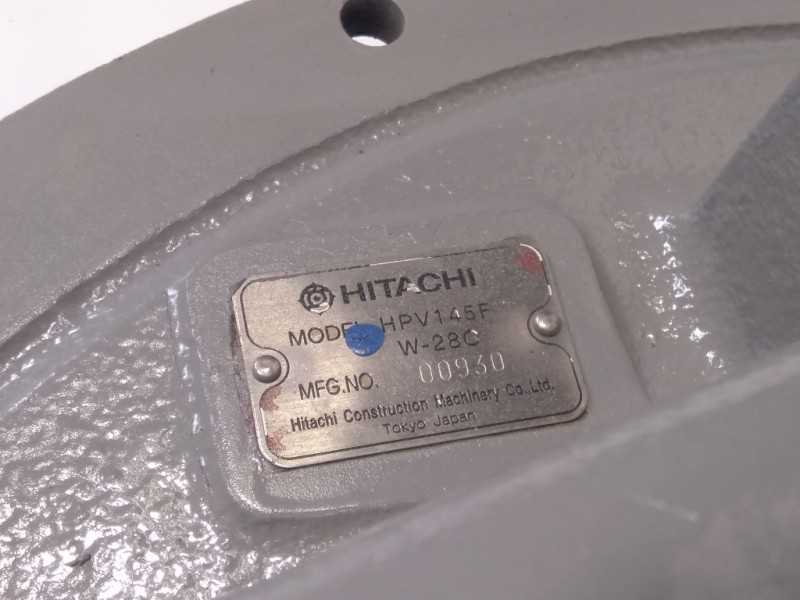 HITACHI
MODEL HPV145F
W-28C
MFG.NO. 00930
Hitachi Construction Machinery Co.,Ltd.
Tokyo Japan